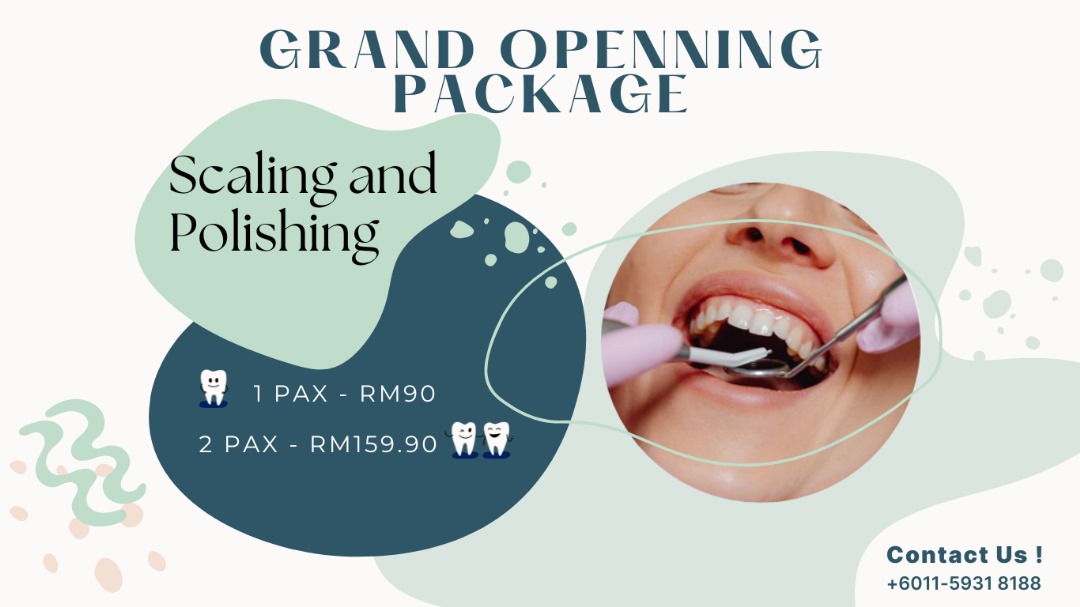 GRAND OPENNING
PACKAGE
Scaling and
Polishing
1 PAX - RM90
2 PAX - RM159.90
Contact Us !
+6011-5931 8188